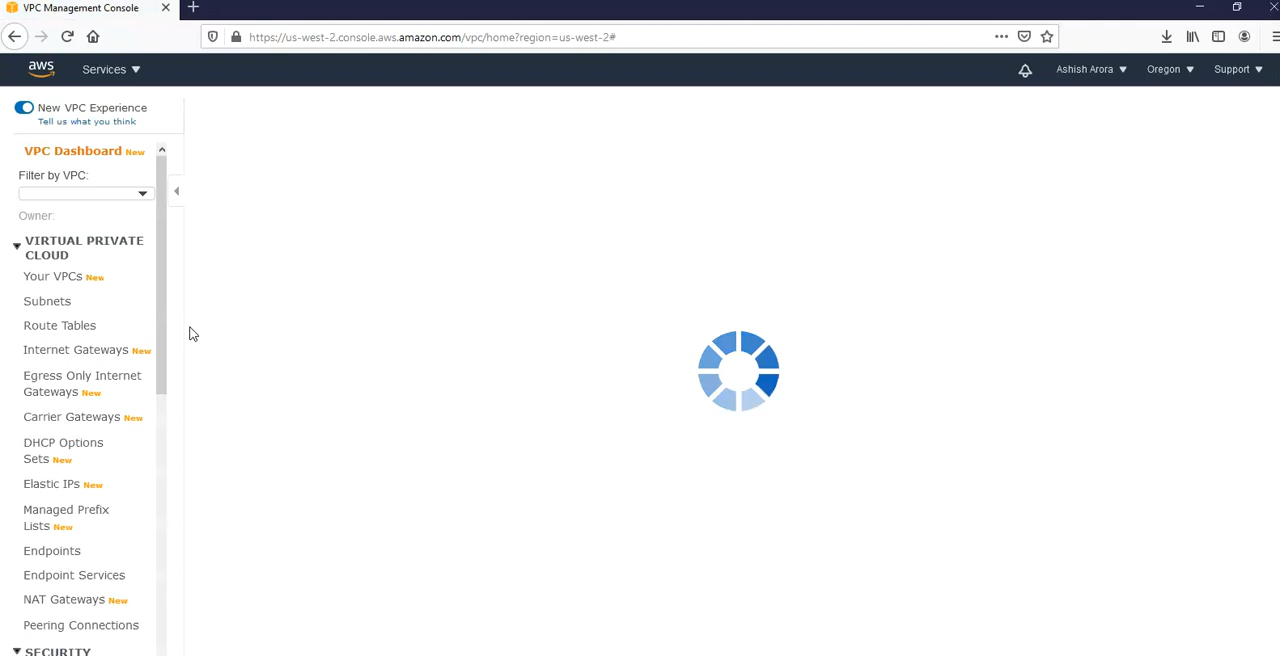 VPC Management Console
https://us-west-2.console.aws.amazon.com/vpc/home?region=us-west-2#
aws
Services
Ashish Arora
Oregon
Support
New VPC Experience
Tell us what you think
VPC Dashboard New
Filter by VPC:
Owner:
VIRTUAL PRIVATE
CLOUD
Your VPCs New
Subnets
Route Tables
Internet Gateways New
Egress Only Internet
Gateways New
Carrier Gateways New
DHCP Options
Sets New
Elastic IPs New
Managed Prefix
Lists New
Endpoints
Endpoint Services
NAT Gateways New
Peering Connections
SECURITY